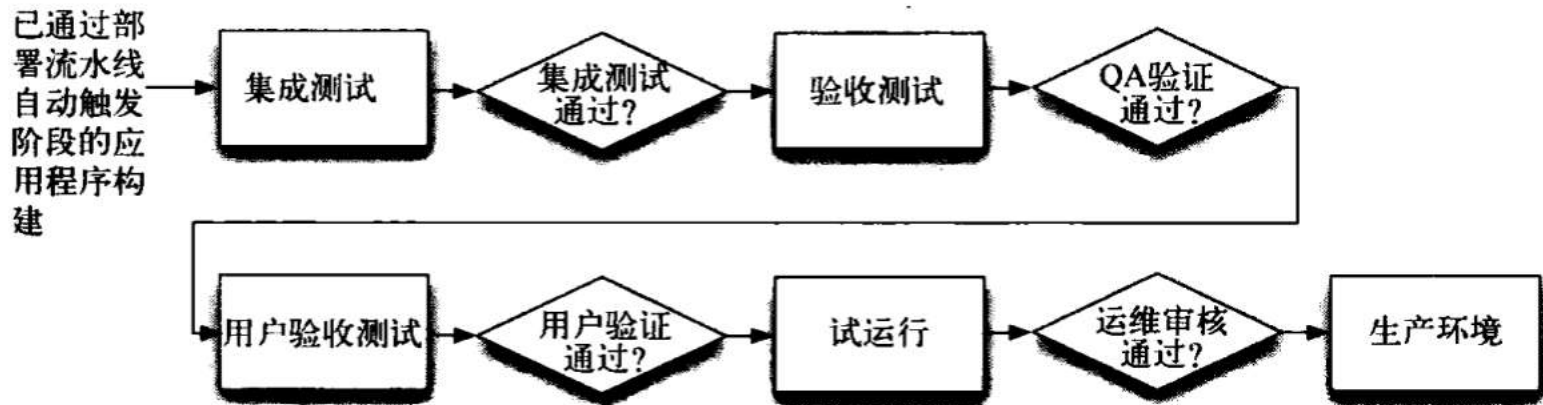 已通过部
署流水线
自动触发
阶段的应
用程序构
建
集成测试
集成测试
通过?
验收测试
QA验证
通过?
用户验收测试
用户验证
通过?
试运行
运维审核
通过?
生产环境